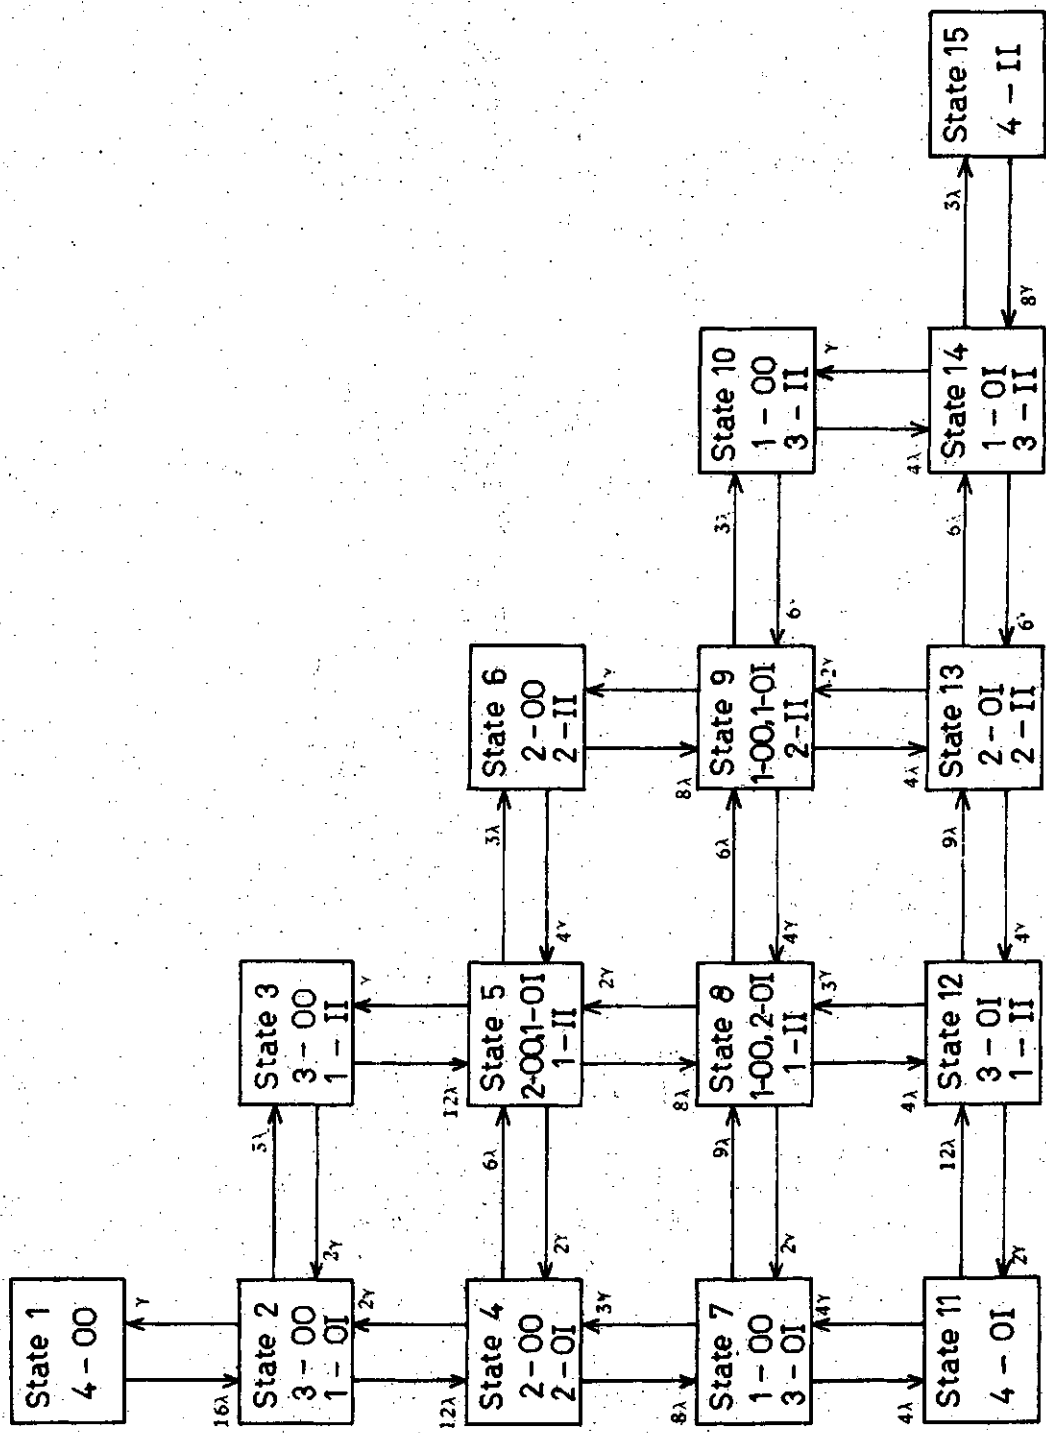 State 1
4 - OO
γ
16λ
State 2
3 - OO
1 - OI
3λ
2γ
State 3
3 - OO
1 - II
2γ
12λ
γ
12λ
State 4
2 - OO
2 - OI
6λ
2γ
State 5
2-OO,1-OI
1-II
3λ
4γ
State 6
2 - OO
2 - II
3γ
8λ
2γ
8λ
γ
8λ
State 7
1 - OO
3 - OI
9λ
2γ
State 8
1-OO,2-OI
1-II
6λ
4γ
State 9
1-OO,1-OI
2-II
3λ
6γ
State 10
1 - OO
3 - II
4γ
4λ
3γ
4λ
2γ
4λ
γ
4λ
State 11
4 - OI
12λ
2γ
State 12
3 - OI
1 - II
9λ
4γ
State 13
2 - OI
2 - II
6λ
6γ
State 14
1 - OI
3 - II
3λ
8γ
State 15
4 - II